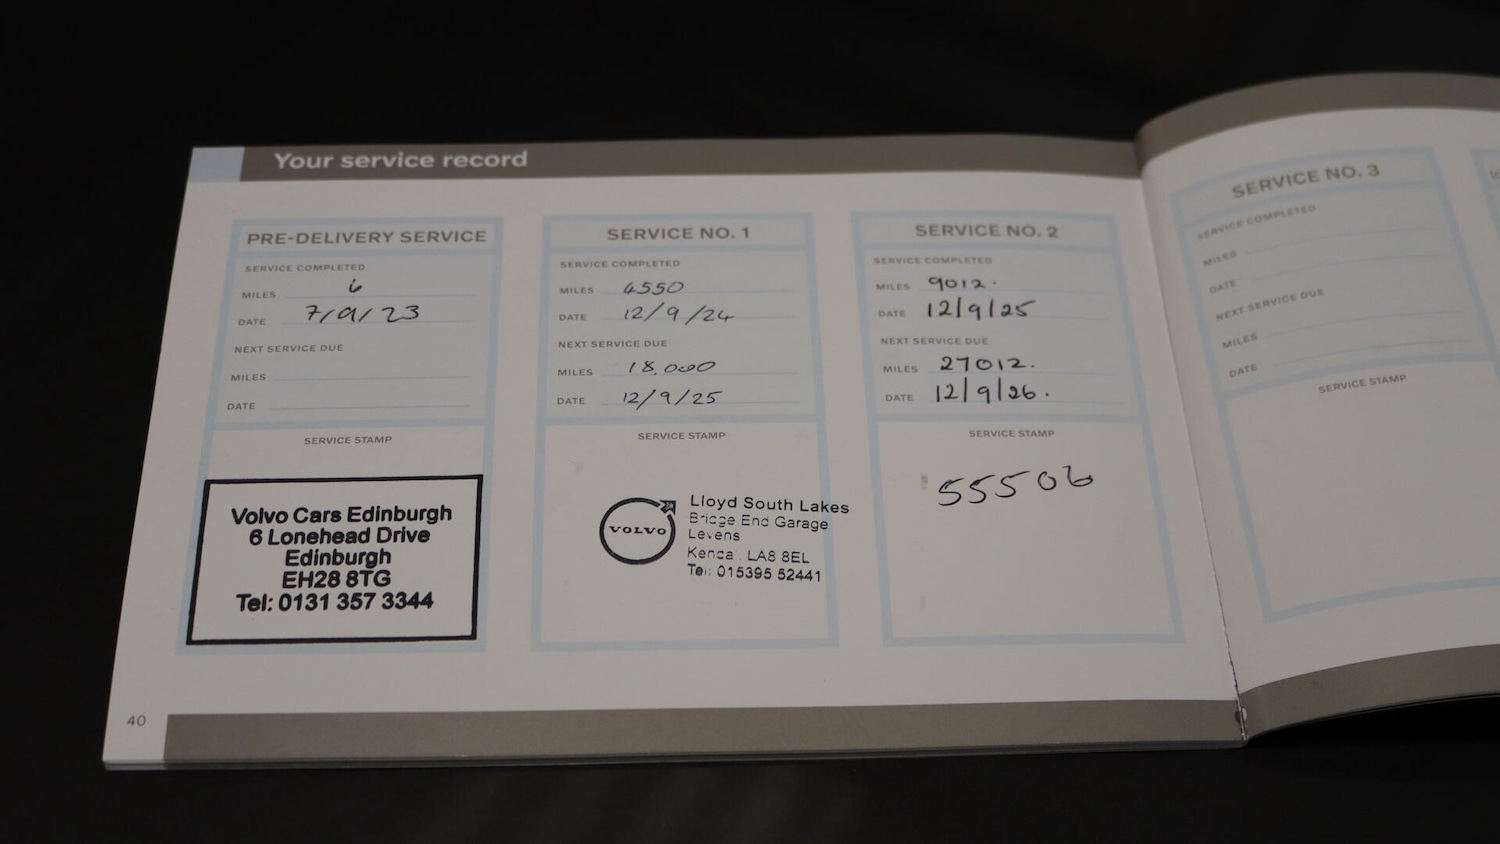 Your service record
PRE-DELIVERY SERVICE
SERVICE COMPLETED
MILES 6
DATE 7/9/23
NEXT SERVICE DUE
MILES
DATE
SERVICE STAMP
Volvo Cars Edinburgh
6 Lonehead Drive
Edinburgh
EH28 8TG
Tel: 0131 357 3344
SERVICE NO. 1
SERVICE COMPLETED
MILES 4550
DATE 12/9/24
NEXT SERVICE DUE
MILES 18,000
DATE 12/9/25
SERVICE STAMP
VOLVO
Lloyd South Lakes
Bridge End Garage
Levens
LA8 8EL
Tel: 015395 52441
SERVICE NO. 2
SERVICE COMPLETED
MILES 9012.
DATE 12/9/25
NEXT SERVICE DUE
MILES 27012.
DATE 12/9/26.
SERVICE STAMP
55506
40
SERVICE NO. 3
SERVICE COMPLETED
MILES
DATE
NEXT SERVICE DUE
MILES
DATE
SERVICE STAMP